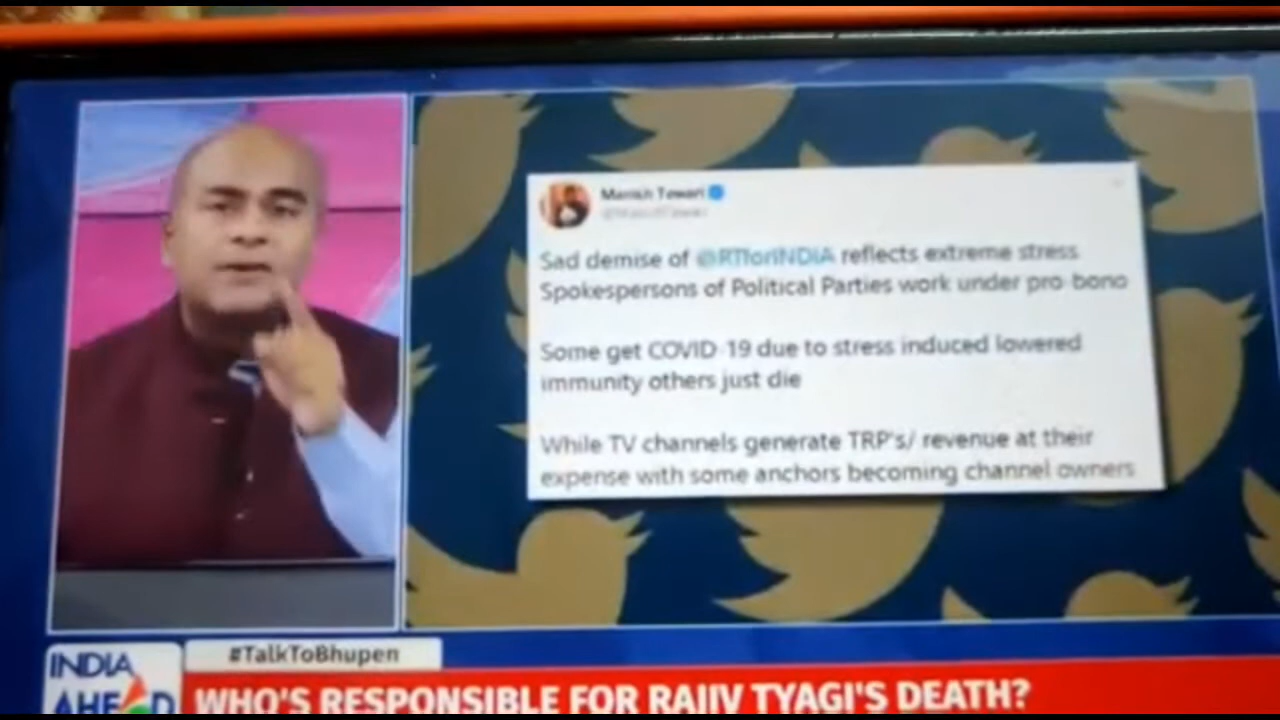 Manish Tewari
Sad demise of @RTforINDIA reflects extreme stress
Spokespersons of Political Parties work under pro-bono
Some get COVID-19 due to stress induced lowered
immunity others just die
While TV channels generate TRP's/ revenue at their
expense with some anchors becoming channel owners
#TalkToBhupen
INDIA
AHEAD
WHO'S RESPONSIBLE FOR RAJIV TYAGI'S DEATH?